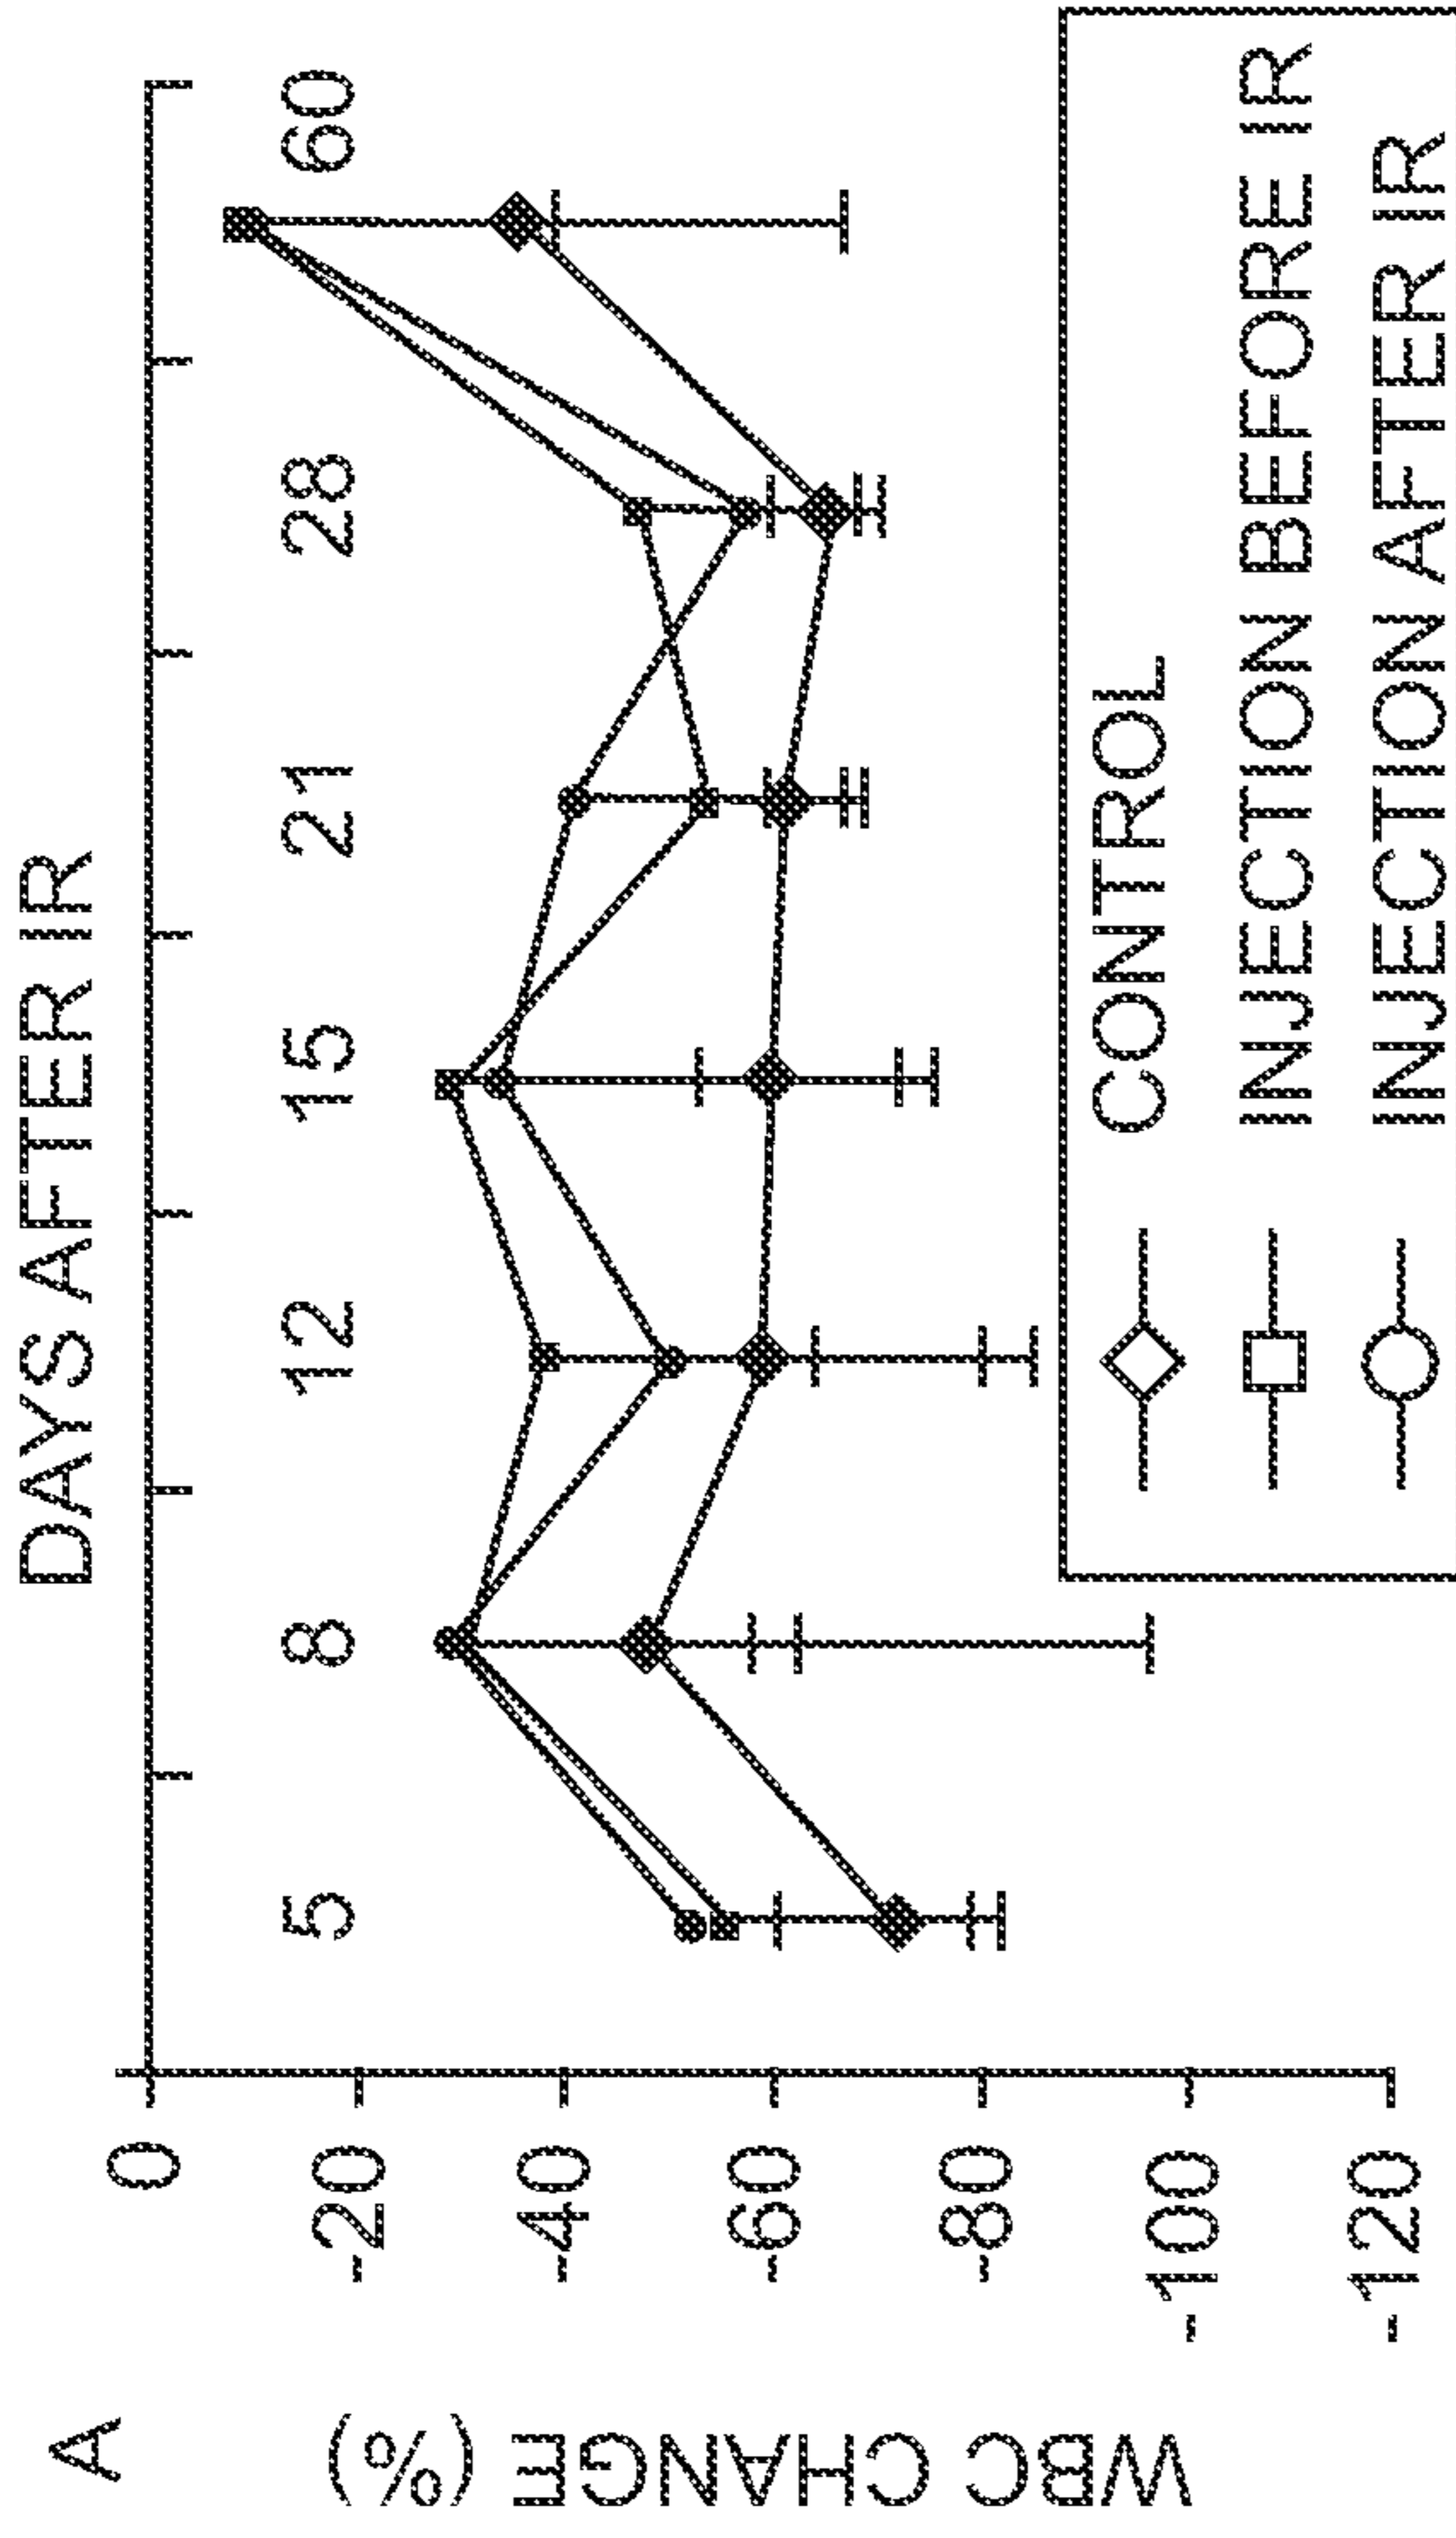 A
DAYS AFTER IR
5 8 12 15 21 28 60
0
-20
-40
-60
-80
-100
-120
WBC CHANGE (%)
CONTROL
INJECTION BEFORE IR
INJECTION AFTER IR